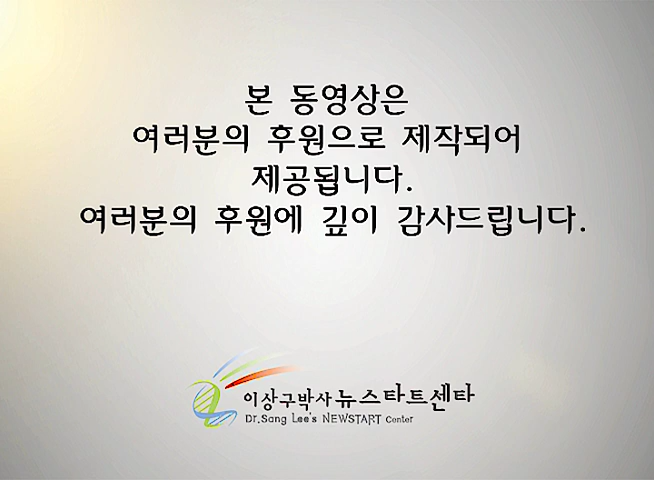 본 동영상은
여러분의 후원으로 제작되어
제공됩니다.
여러분의 후원에 깊이 감사드립니다.
이상구박사 뉴스타트센타
Dr.Sang Lee's NEWSTART Center